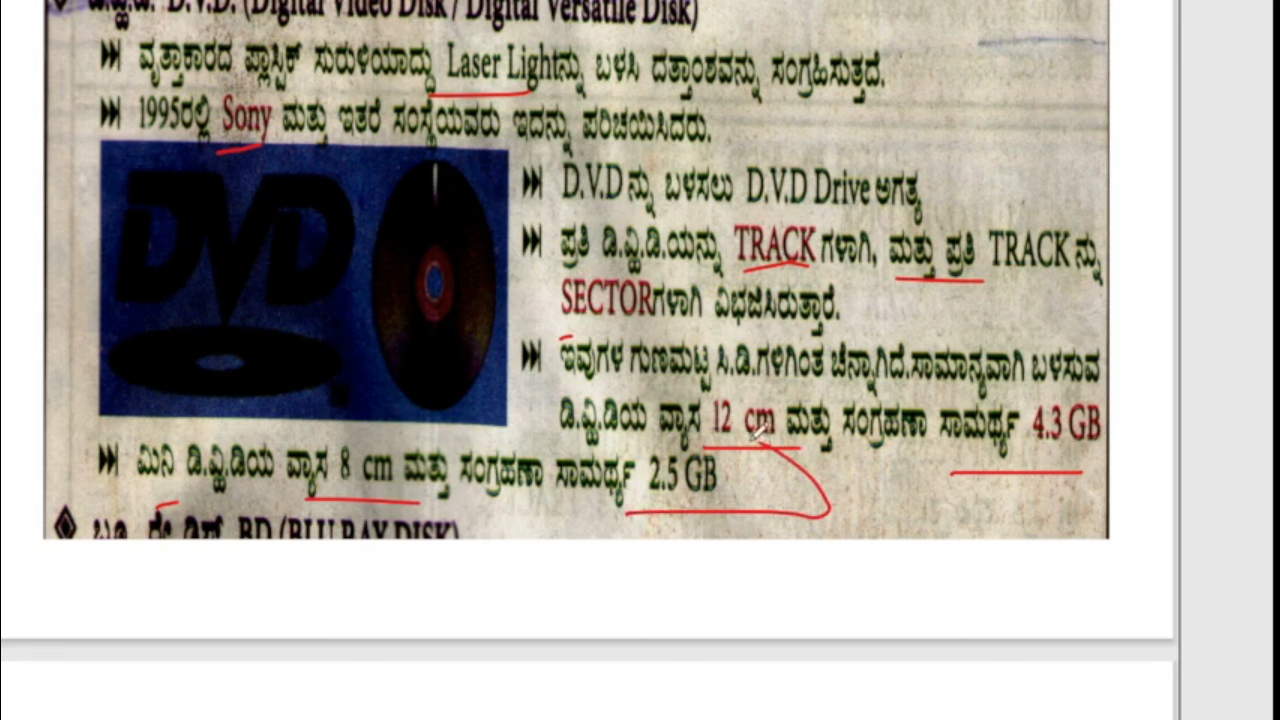 D.V.D. (Digital Video Disk / Digital Versatile Disk)
ವೃತ್ತಾಕಾರದ ಪ್ಲಾಸ್ಟಿಕ್ ಸುರುಳಿಯಾದ್ದು Laser Lightನ್ನು ಬಳಸಿ ದತ್ತಾಂಶವನ್ನು ಸಂಗ್ರಹಿಸುತ್ತದೆ.
1995ರಲ್ಲಿ Sony ಮತ್ತು ಇತರೆ ಸಂಸ್ಥೆಯವರು ಇದನ್ನು ಪರಿಚಯಿಸಿದರು.
DVD
D.V.D ನ್ನು ಬಳಸಲು D.V.D Drive ಅಗತ್ಯ
ಪ್ರತಿ ಡಿ.ವ್ಹಿ.ಡಿ.ಯನ್ನು TRACK ಗಳಾಗಿ, ಮತ್ತು ಪ್ರತಿ TRACK ನ್ನು
SECTORಗಳಾಗಿ ವಿಭಜಿಸಿರುತ್ತಾರೆ.
ಇವುಗಳ ಗುಣಮಟ್ಟ ಸಿ.ಡಿ.ಗಳಿಗಿಂತ ಚೆನ್ನಾಗಿದೆ.ಸಾಮಾನ್ಯವಾಗಿ ಬಳಸುವ
ಡಿ.ವ್ಹಿ.ಡಿಯ ವ್ಯಾಸ 12 cm ಮತ್ತು ಸಂಗ್ರಹಣಾ ಸಾಮರ್ಥ್ಯ 4.3 GB
ಮಿನಿ ಡಿ.ವ್ಹಿ.ಡಿಯ ವ್ಯಾಸ 8 cm ಮತ್ತು ಸಂಗ್ರಹಣಾ ಸಾಮರ್ಥ್ಯ 2.5 GB
BD (BLU RAY DISK)